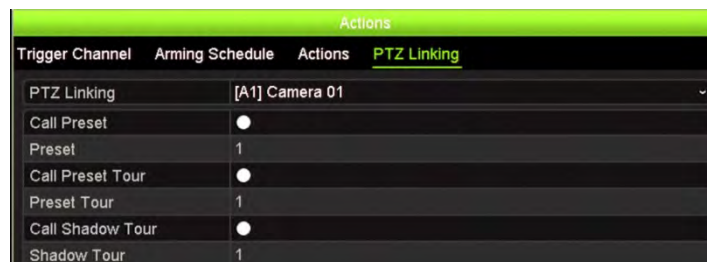 Actions
Trigger Channel Arming Schedule Actions PTZ Linking
PTZ Linking [A1] Camera 01
Call Preset
Preset 1
Call Preset Tour
Preset Tour 1
Call Shadow Tour
Shadow Tour 1